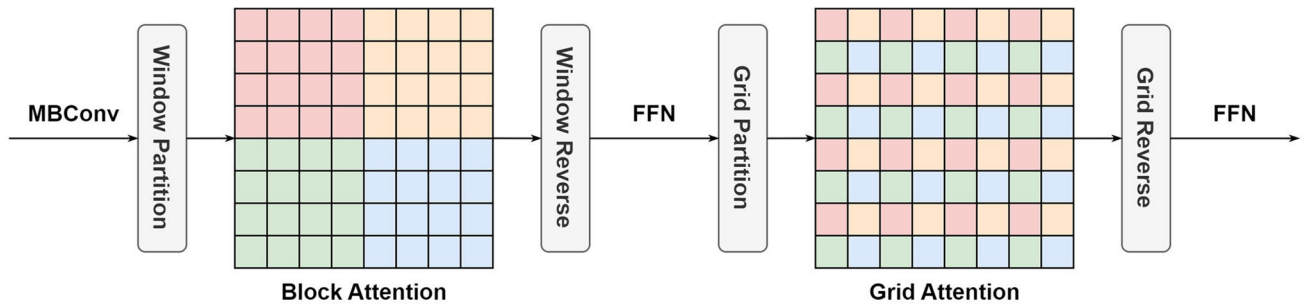 MBConv
Window Partition
Block Attention
Window Reverse
FFN
Grid Partition
Grid Attention
Grid Reverse
FFN